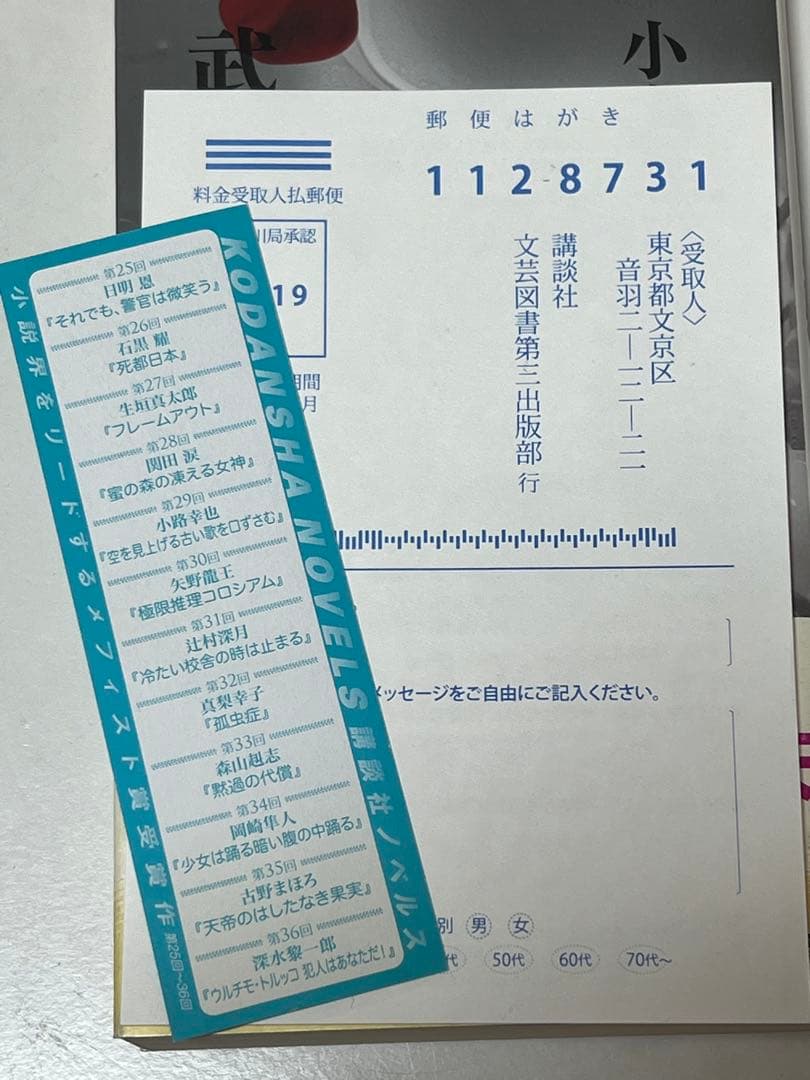 武
小
郵便はがき
料金受取人払郵便
川局承認
19
期間
月
112-8731
〈受取人〉
東京都文京区
音羽二―一二―二一
講談社
文芸図書第三出版部 行
メッセージをご自由にご記入ください。
別 男 女
代 50代 60代 70代~
KODANSHA NOVELS 講談社ノベルス
第25回
日明 恩
『それでも、警官は微笑う』
第26回
石黒 耀
『死都日本』
第27回
生垣真太郎
『フレームアウト』
第28回
関田 涙
『蜜の森の凍える女神』
第29回
小路幸也
『空を見上げる古い歌を口ずさむ』
第30回
矢野龍王
『極限推理コロシアム』
第31回
辻村深月
『冷たい校舎の時は止まる』
第32回
真梨幸子
『孤虫症』
第33回
森山赳志
『黙過の代償』
第34回
岡崎隼人
『少女は踊る暗い腹の中踊る』
第35回
古野まほろ
『天帝のはしたなき果実』
第36回
深水黎一郎
『ウルチモ・トルッコ 犯人はあなただ!』
小説界をリードするメフィスト賞受賞作 第25回~36回